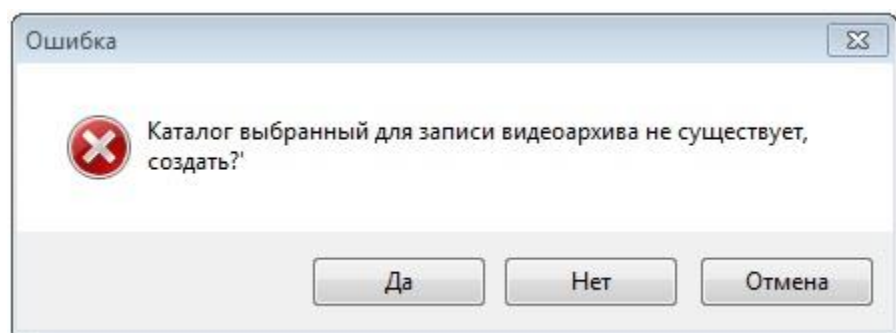 Ошибка
Каталог выбранный для записи видеоархива не существует,
создать?'
Да Нет Отмена